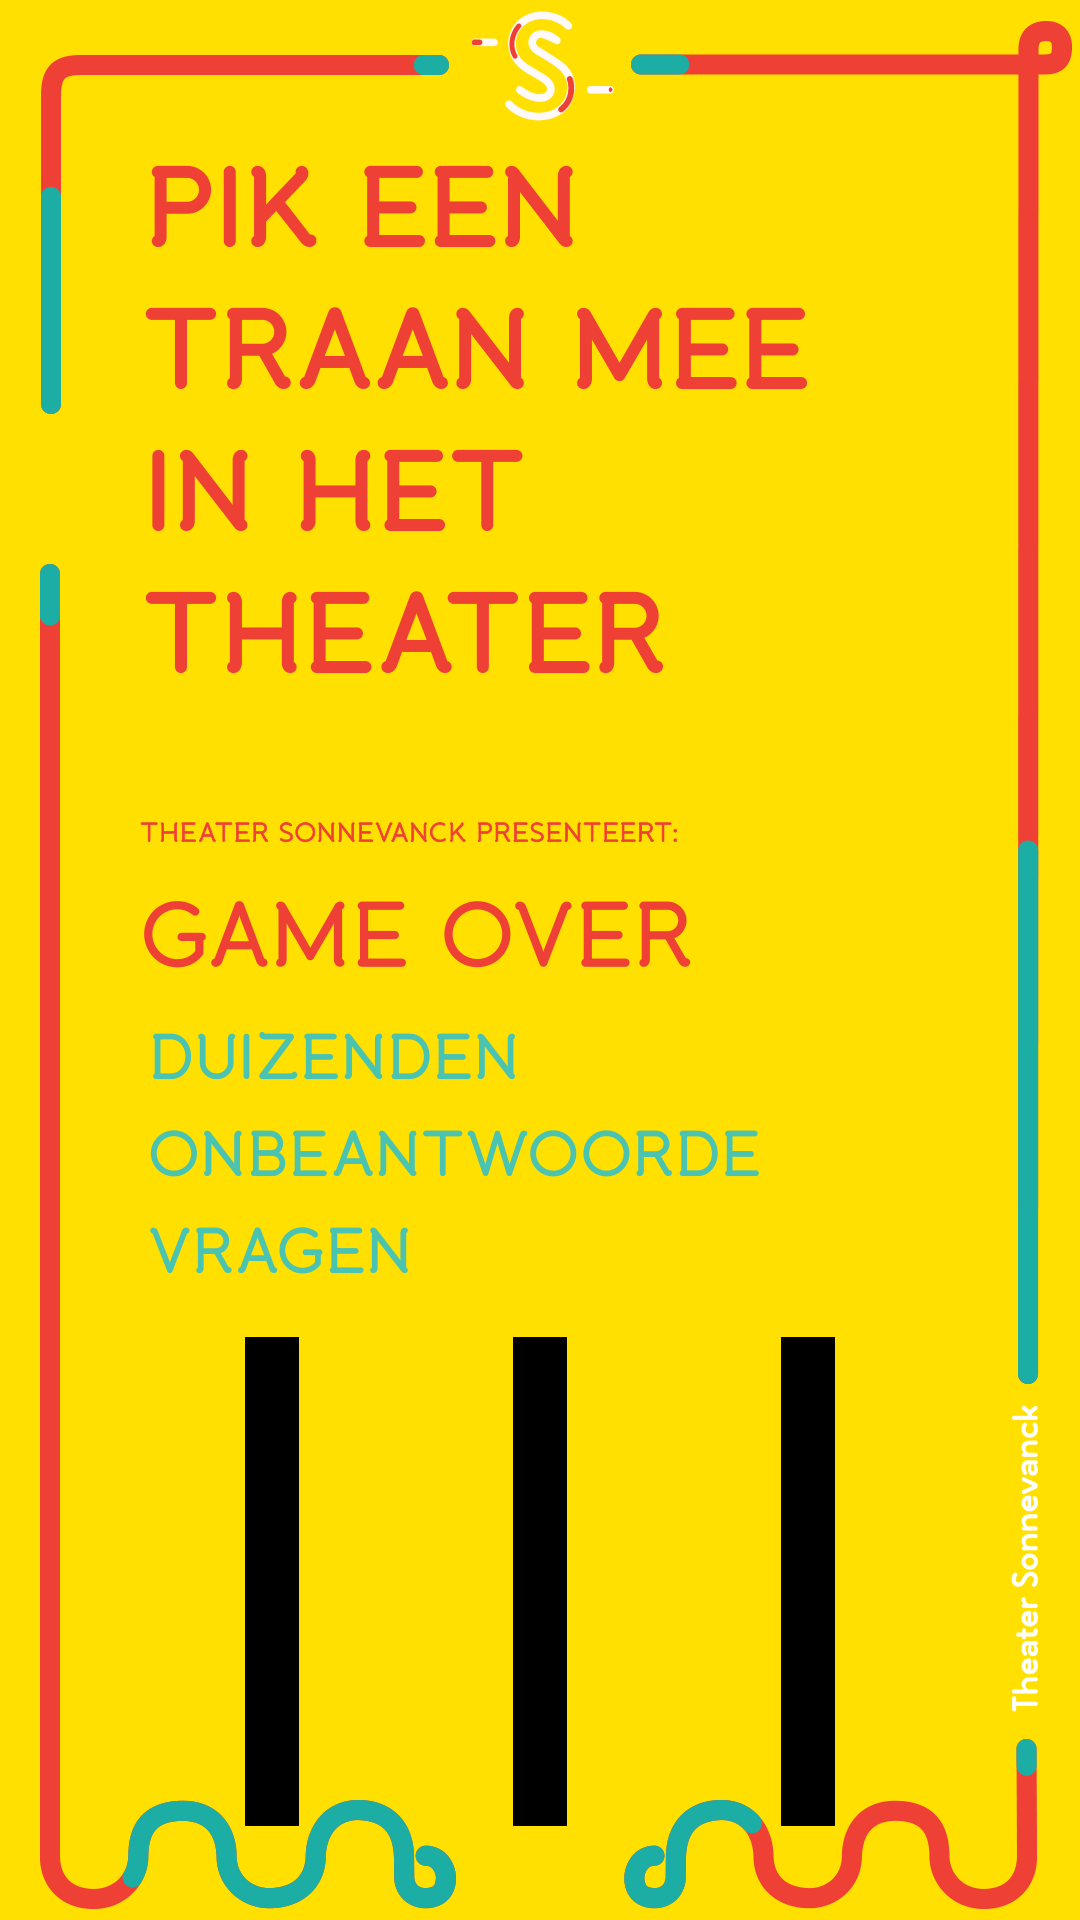 PIK EEN
TRAAN MEE
IN HET
THEATER
THEATER SONNEVANCK PRESENTEERT:
GAME OVER
DUIZENDEN
ONBEANTWOORDE
VRAGEN
Theater Sonnevanck